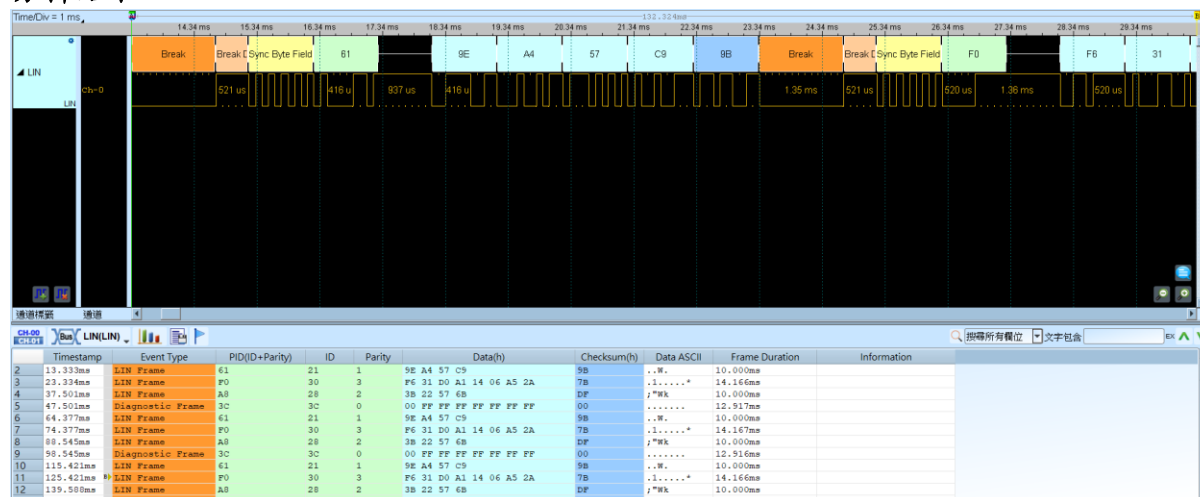 Time/Div = 1 ms
132.324ms
14.34 ms 15.34 ms 16.34 ms 17.34 ms 18.34 ms 19.34 ms 20.34 ms 21.34 ms 22.34 ms 23.34 ms 24.34 ms 25.34 ms 26.34 ms 27.34 ms 28.34 ms 29.34 ms
Break Break D Sync Byte Field 61 9E A4 57 C9 9B Break Break D Sync Byte Field F0 F6 31
LIN
Ch-0 521 us 416 u 937 us 416 u 1.35 ms 521 us 520 us 1.36 ms 520 us
LIN
通道標籤 通道
CH-00 CH-01 Bus LIN(LIN) 搜尋所有欄位 文字包含 EX
Timestamp Event Type PID(ID+Parity) ID Parity Data(h) Checksum(h) Data ASCII Frame Duration Information
2 13.333ms LIN Frame 61 21 1 9E A4 57 C9 9B ..W. 10.000ms
3 23.334ms LIN Frame F0 30 3 F6 31 D0 A1 14 06 A5 2A 7B .1.....* 14.166ms
4 37.501ms LIN Frame A8 28 2 3B 22 57 6B DF ;"Wk 10.000ms
5 47.501ms Diagnostic Frame 3C 3C 0 00 FF FF FF FF FF FF FF 00 ........ 12.917ms
6 64.377ms LIN Frame 61 21 1 9E A4 57 C9 9B ..W. 10.000ms
7 74.377ms LIN Frame F0 30 3 F6 31 D0 A1 14 06 A5 2A 7B .1.....* 14.167ms
8 88.545ms LIN Frame A8 28 2 3B 22 57 6B DF ;"Wk 10.000ms
9 98.545ms Diagnostic Frame 3C 3C 0 00 FF FF FF FF FF FF FF 00 ........ 12.916ms
10 115.421ms LIN Frame 61 21 1 9E A4 57 C9 9B ..W. 10.000ms
11 125.421ms LIN Frame F0 30 3 F6 31 D0 A1 14 06 A5 2A 7B .1.....* 14.166ms
12 139.588ms LIN Frame A8 28 2 3B 22 57 6B DF ;"Wk 10.000ms